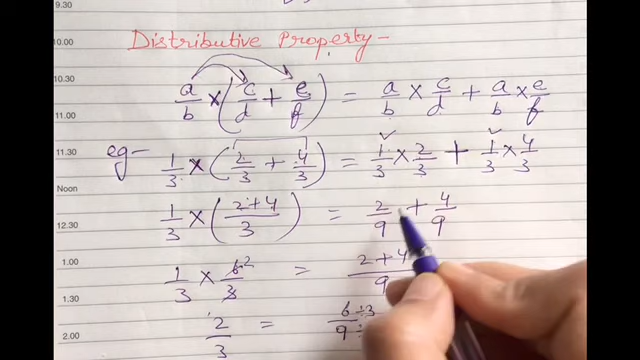 9.30
10.00
Distributive Property -
10.30
a/b × (c/d + e/f) = a/b × c/d + a/b × e/f
11.30
eg - 1/3 × (2/3 + 4/3) = 1/3 × 2/3 + 1/3 × 4/3
Noon
1/3 × (2+4/3) = 2/9 + 4/9
12.30
1.00
1/3 × 6 2/3 = 2+4/9
1.30
2.00
2/3 = 6÷3/9÷